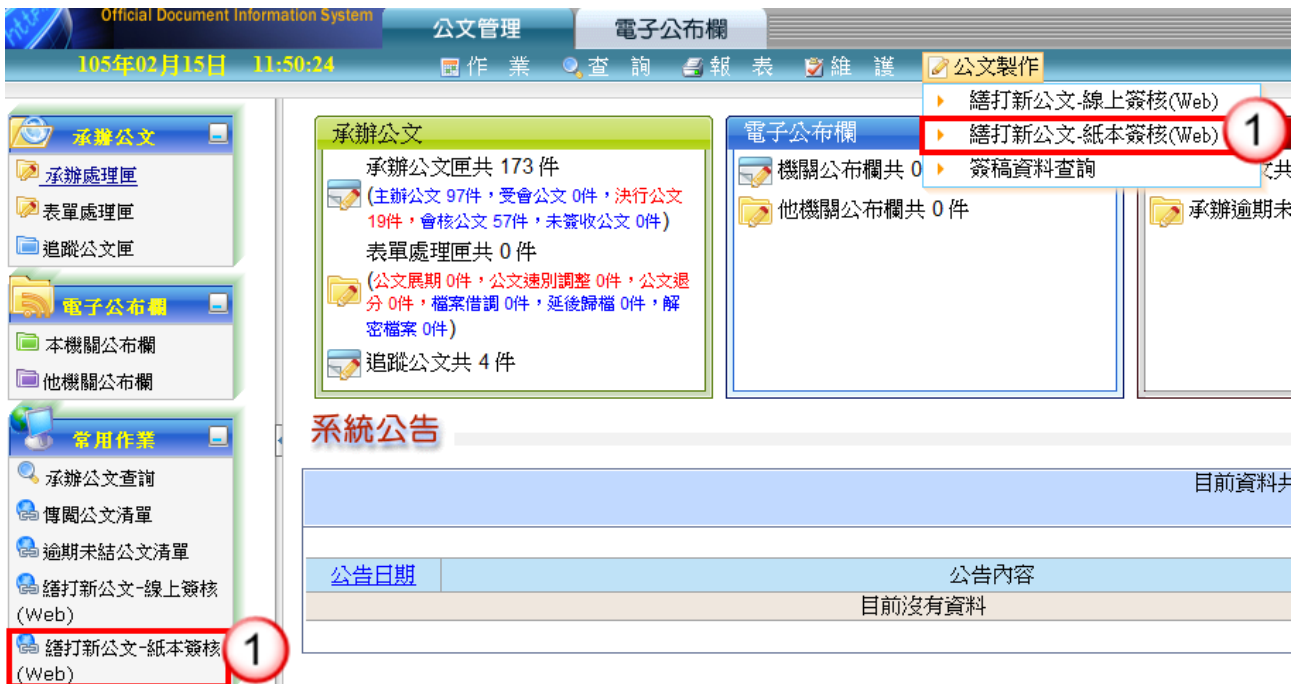 Official Document Information System
公文管理
電子公布欄
105年02月15日 11:50:24
作 業
查 詢
報 表
維 護
公文製作
繕打新公文-線上簽核(Web)
繕打新公文-紙本簽核(Web)
1
簽稿資料查詢
承辦公文
承辦處理匣
表單處理匣
追蹤公文匣
電子公布欄
本機關公布欄
他機關公布欄
常用作業
承辦公文查詢
傳閱公文清單
逾期未結公文清單
繕打新公文-線上簽核
(Web)
繕打新公文-紙本簽核
(Web)
1
承辦公文
承辦公文匣共 173 件
(主辦公文 97件，受會公文 0件，決行公文
19件，會核公文 57件，未簽收公文 0件)
表單處理匣共 0 件
(公文展期 0件，公文速別調整 0件，公文退
分 0件，檔案借調 0件，延後歸檔 0件，解
密檔案 0件)
追蹤公文共 4 件
電子公布欄
機關公布欄共 0
他機關公布欄共 0 件
文共
承辦逾期未
系統公告
目前資料共
公告日期
公告內容
目前沒有資料